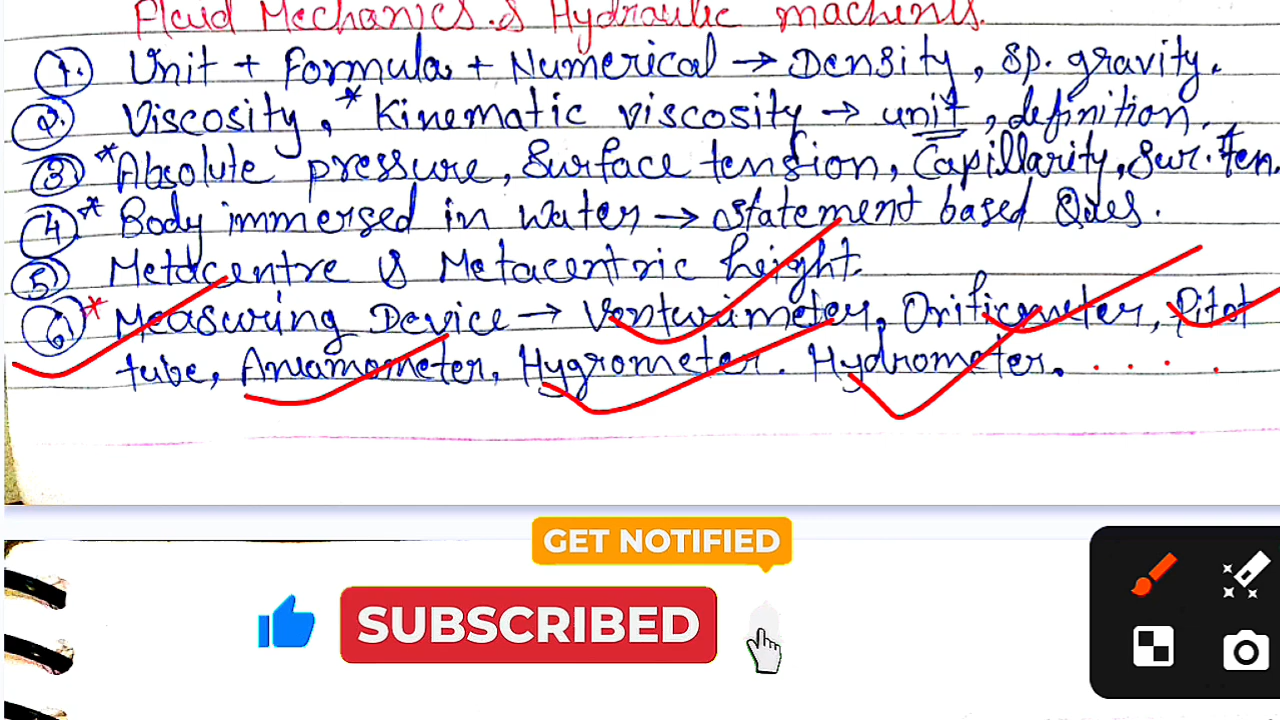 Fluid Mechanics & Hydraulic machines.
1. Unit + Formula + Numerical → Density, Sp. gravity.
2. Viscosity, * Kinematic viscosity → unit, definition.
3 * Absolute pressure, Surface tension, Capillarity, Sur. ten.
4 * Body immersed in water → statement based Ques.
5 Metacentre & Metacentric height
6 * Measuring Device → Venturimeter, Orificemeter, Pitot
tube, Aniamometer, Hygrometer. Hydrometer. . . . .
GET NOTIFIED
SUBSCRIBED